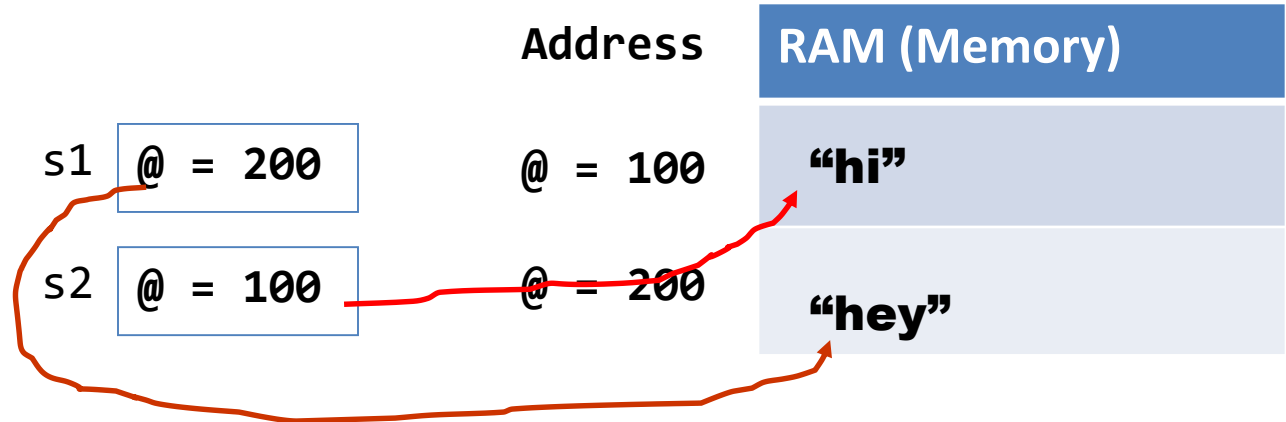 Address RAM (Memory)
s1 @ = 200 @ = 100 “hi”
s2 @ = 100 @ = 200 “hey”